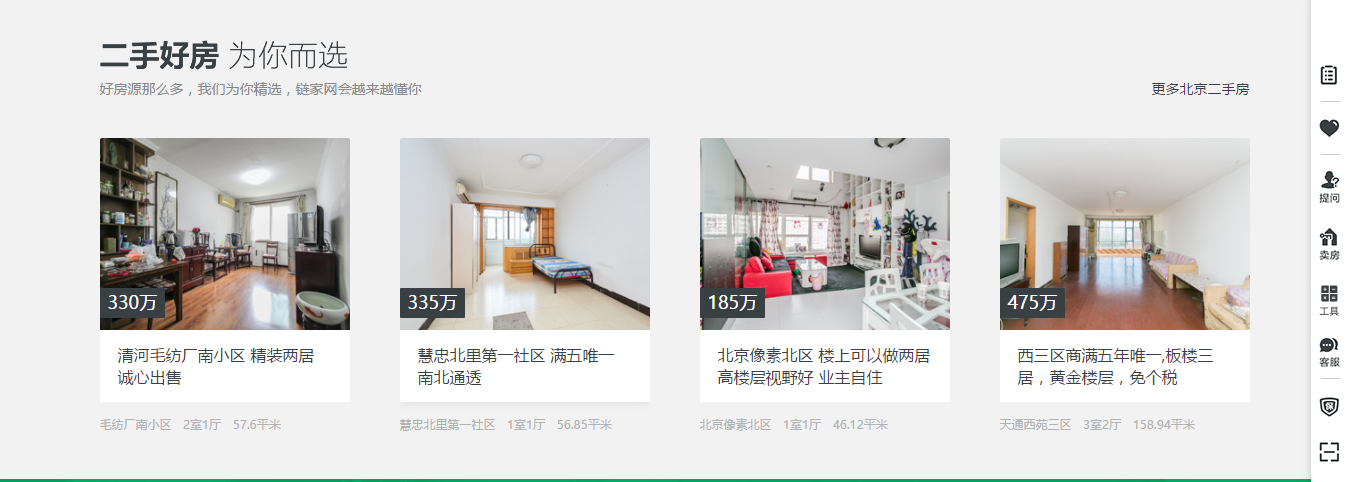 二手好房 为你而选
好房源那么多，我们为你精选，链家网会越来越懂你
更多北京二手房
330万
335万
185万
475万
清河毛纺厂南小区 精装两居
诚心出售
慧忠北里第一社区 满五唯一
南北通透
北京像素北区 楼上可以做两居
高楼层视野好 业主自住
西三区商满五年唯一,板楼三
居，黄金楼层，免个税
毛纺厂南小区 2室1厅 57.6平米
慧忠北里第一社区 1室1厅 56.85平米
北京像素北区 1室1厅 46.12平米
天通西苑三区 3室2厅 158.94平米
提问
卖房
工具
客服